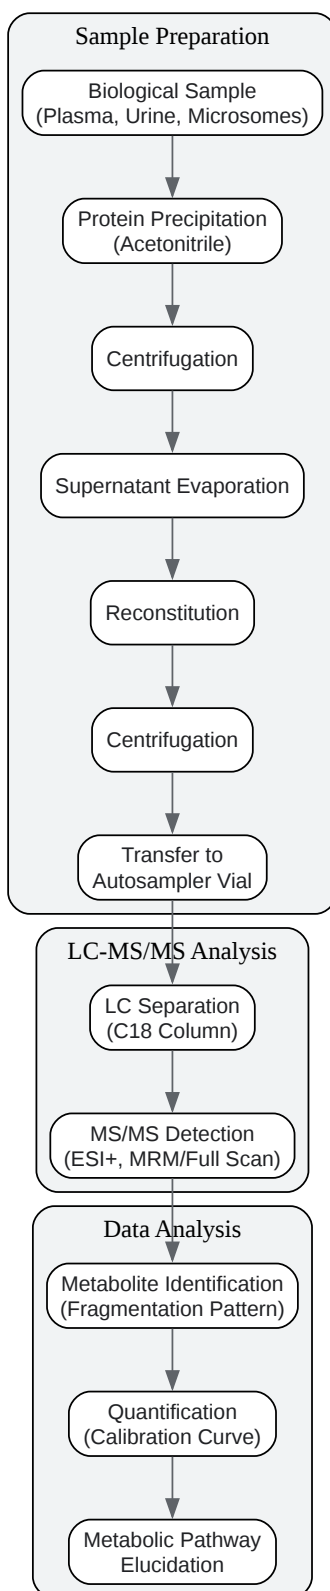 Sample Preparation
Biological Sample
(Plasma, Urine, Microsomes)
Protein Precipitation
(Acetonitrile)
Centrifugation
Supernatant Evaporation
Reconstitution
Centrifugation
Transfer to
Autosampler Vial
LC-MS/MS Analysis
LC Separation
(C18 Column)
MS/MS Detection
(ESI+, MRM/Full Scan)
Data Analysis
Metabolite Identification
(Fragmentation Pattern)
Quantification
(Calibration Curve)
Metabolic Pathway
Elucidation